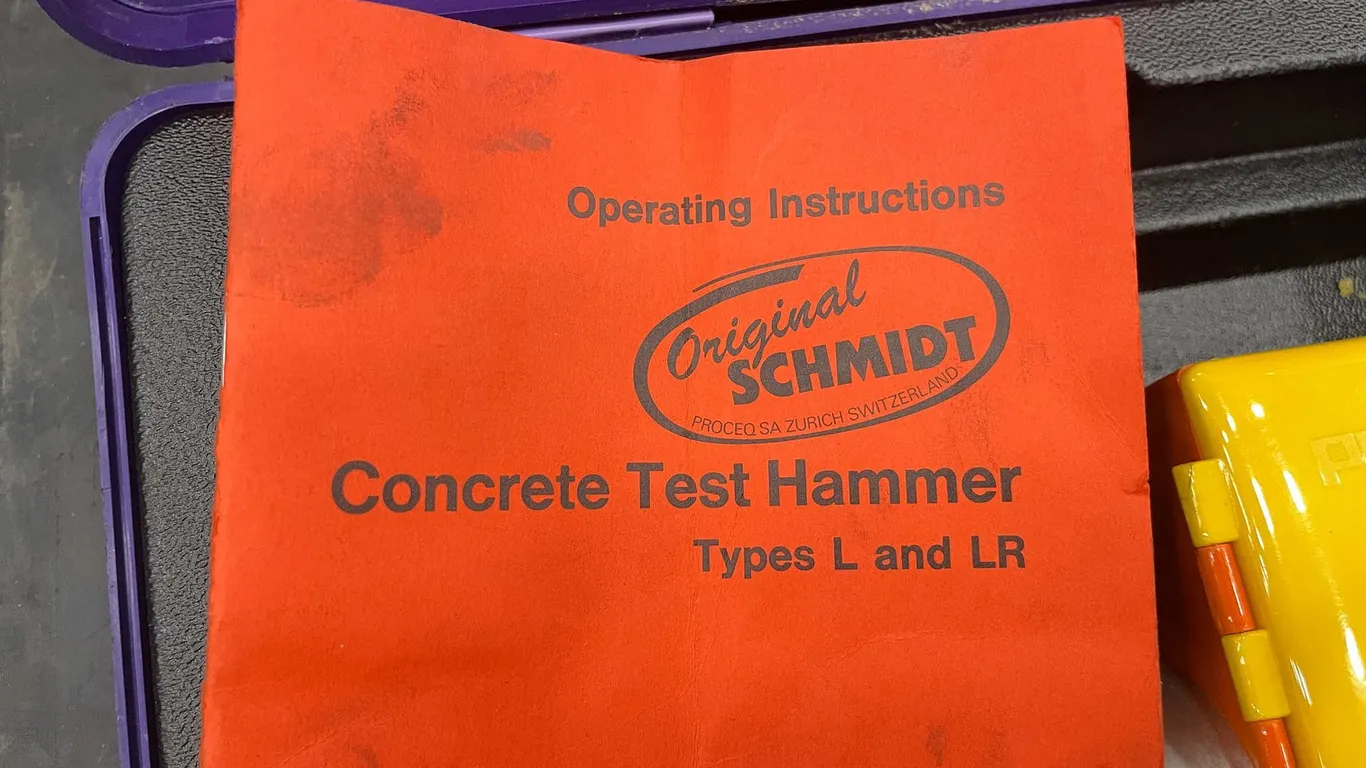 Operating Instructions
Original
SCHMIDT
PROCEQ SA ZURICH SWITZERLAND
Concrete Test Hammer
Types L and LR